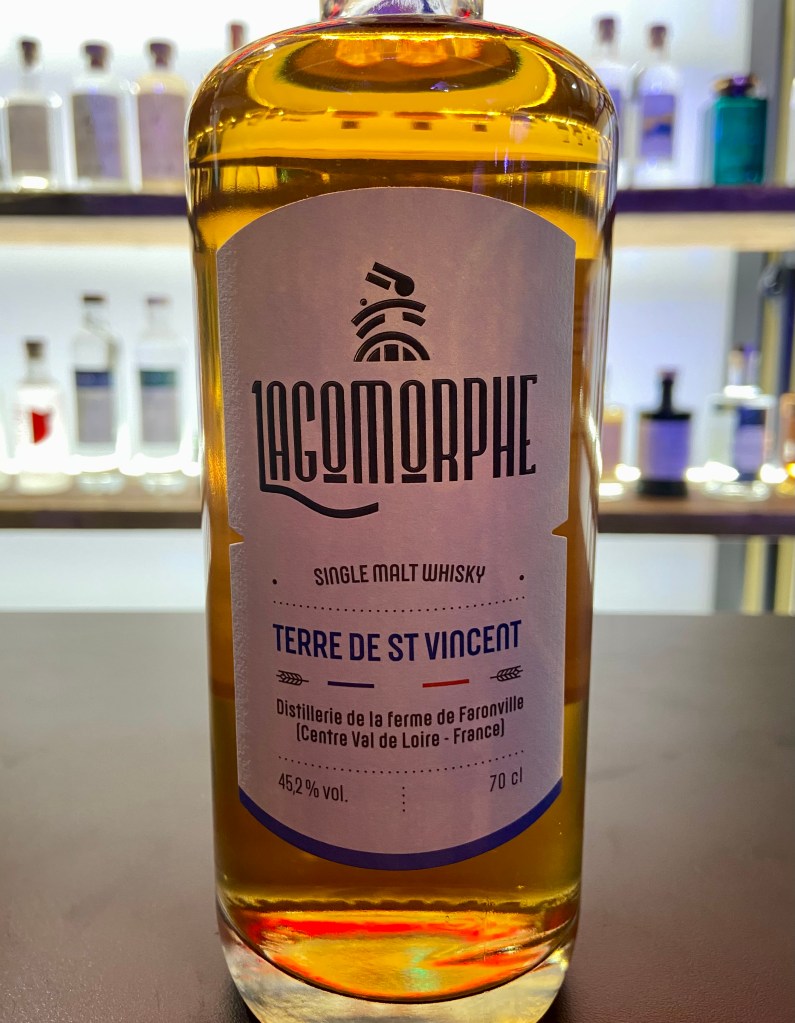 LAGOMORPHE
SINGLE MALT WHISKY
TERRE DE ST VINCENT
Distillerie de la ferme de Faronville
(Centre Val de Loire - France)
45,2 % vol.
70 cl